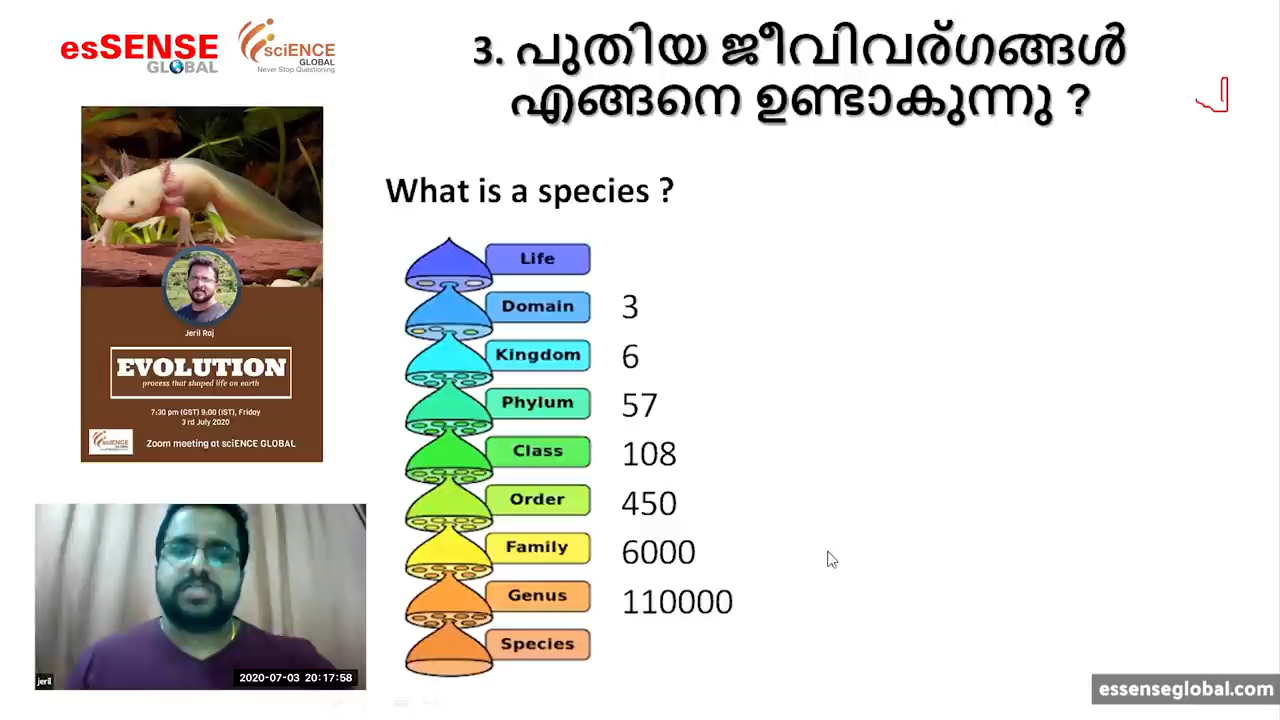 esSENSE
GLOBAL
sciENCE
GLOBAL
Never Stop Questioning
3. പുതിയ ജീവിവര്ഗങ്ങൾ
എങ്ങനെ ഉണ്ടാകുന്നു ?
Jeril Raj
EVOLUTION
process that shaped life on earth
7:30 pm (GST) 9:00 (IST), Friday
3 rd July 2020
sciENCE
Zoom meeting at sciENCE GLOBAL
What is a species ?
Life
Domain 3
Kingdom 6
Phylum 57
Class 108
Order 450
Family 6000
Genus 110000
Species
jeril
2020-07-03 20:17:58
essenseglobal.com